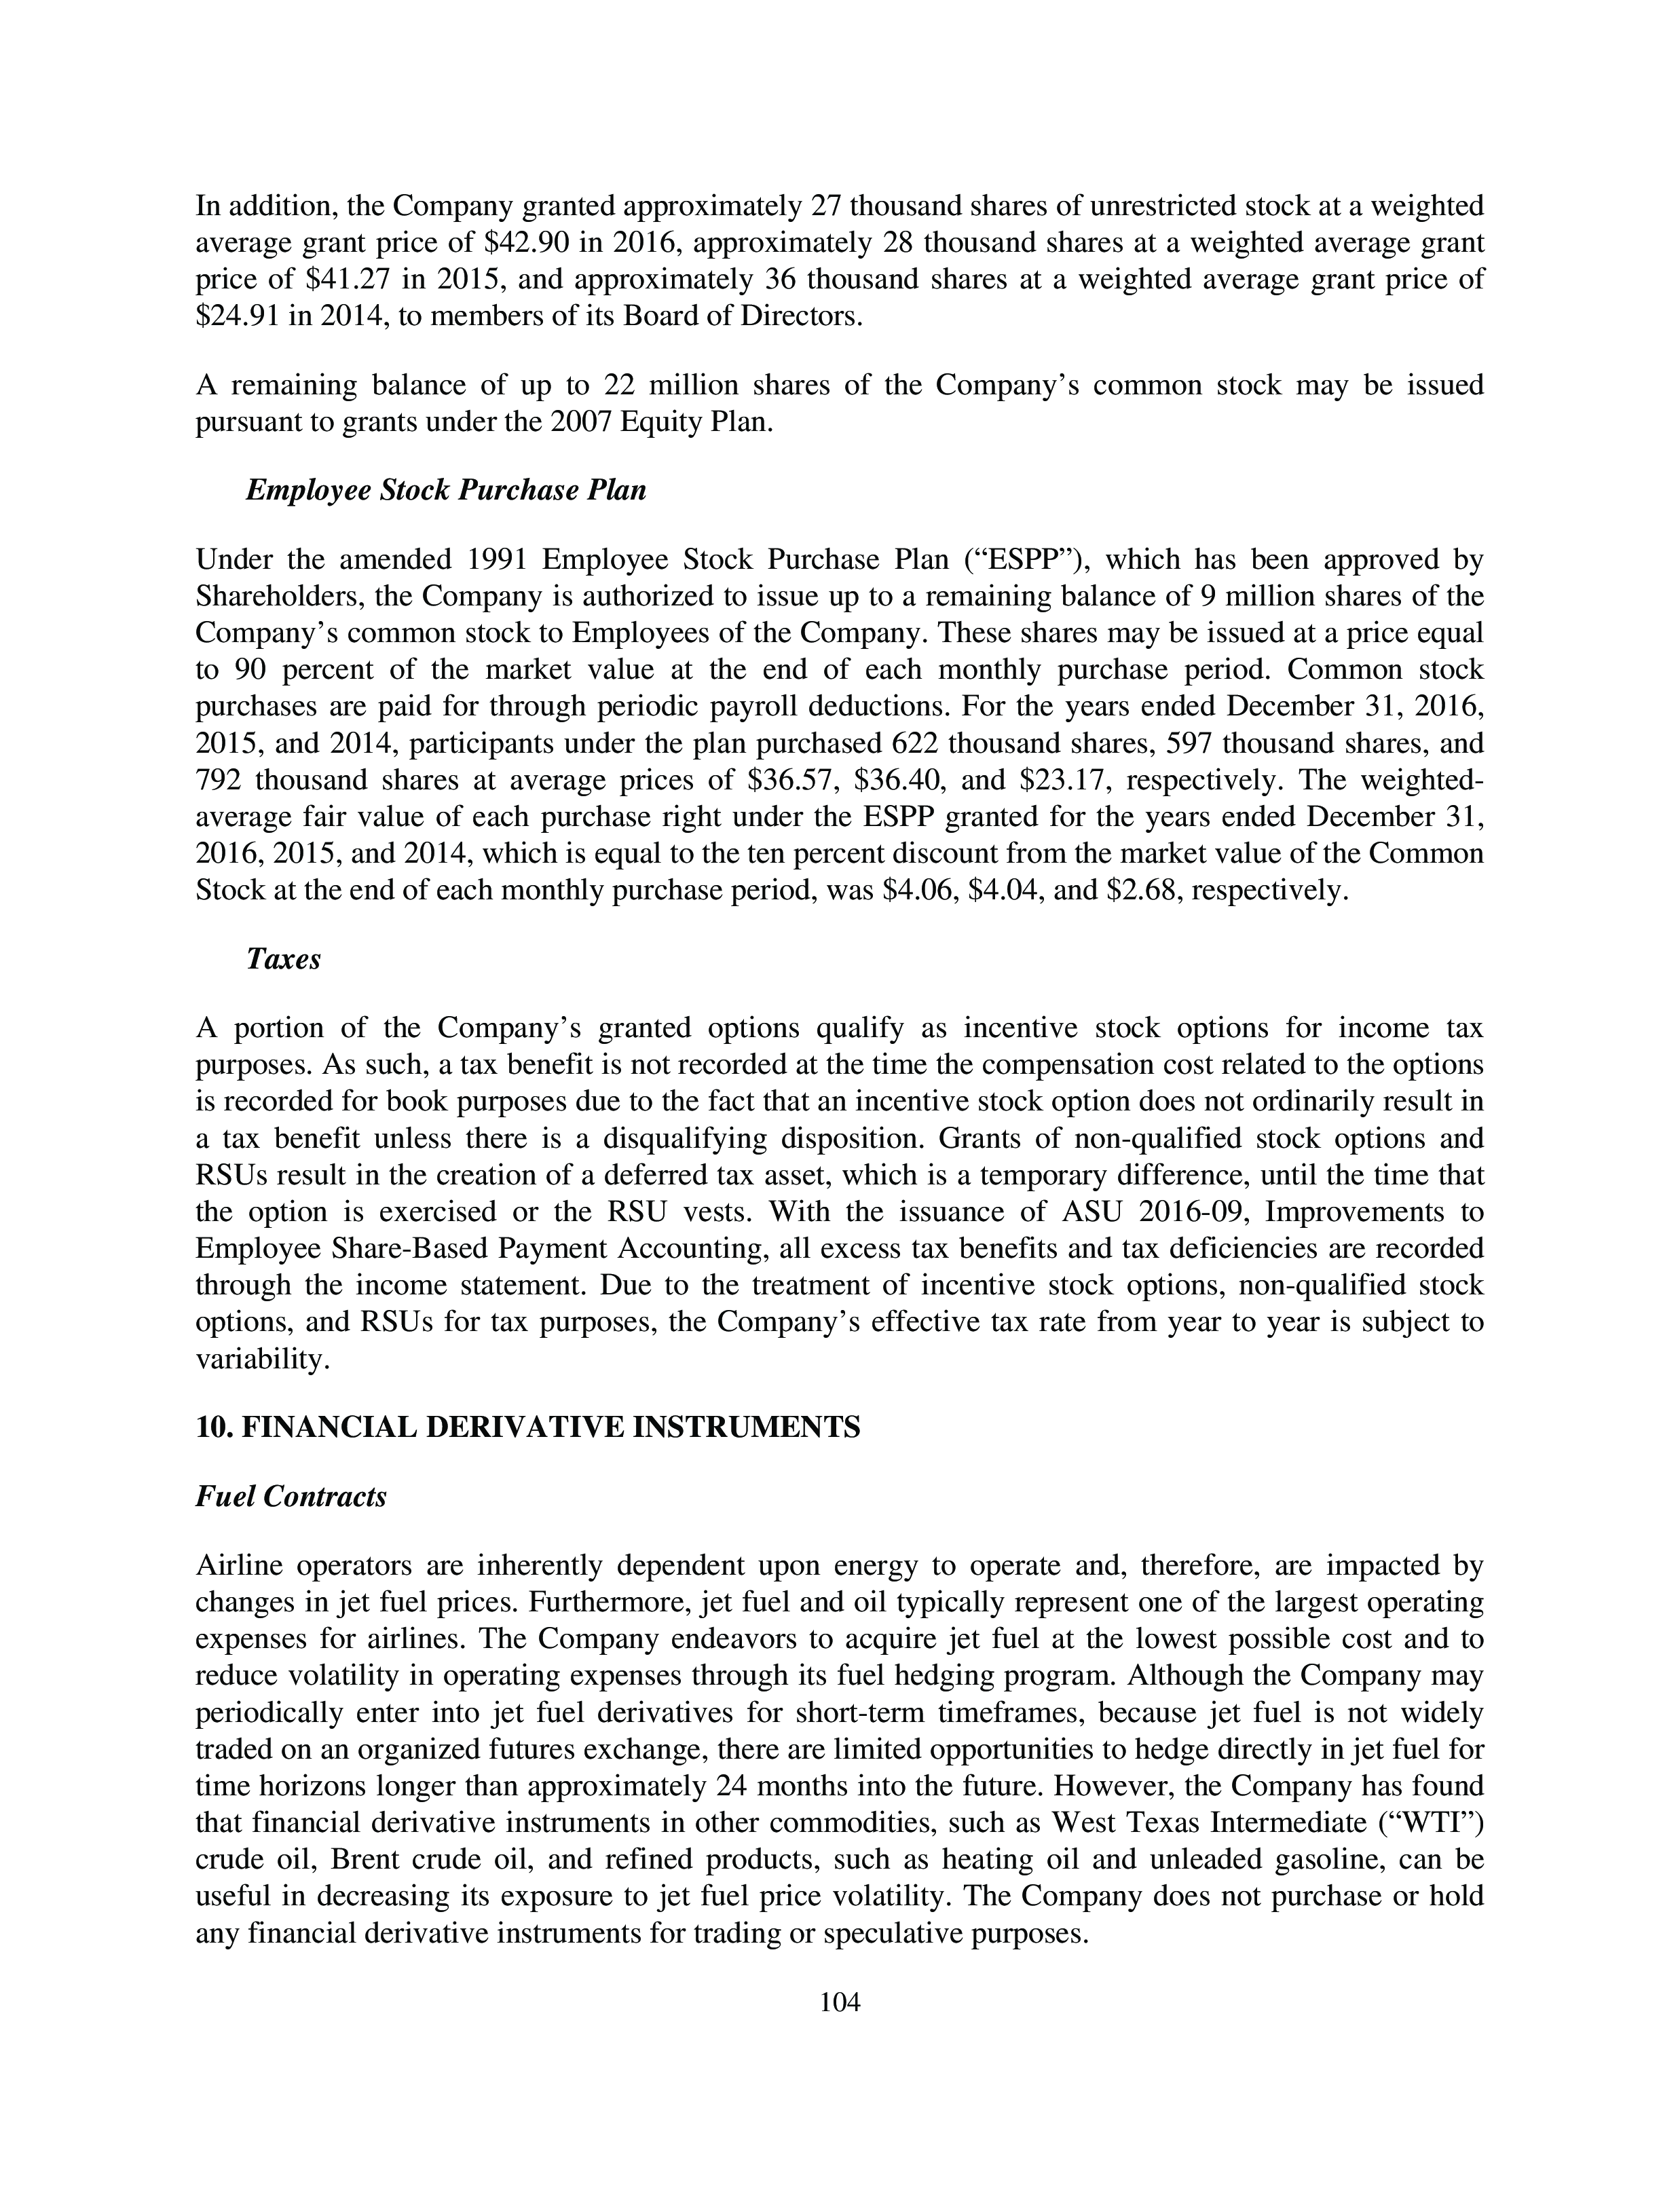 In addition, the Company granted approximately 27 thousand shares of unrestricted stock at a weighted
average grant price of $42.90 in 2016, approximately 28 thousand shares at a weighted average grant
price of $41.27 in 2015, and approximately 36 thousand shares at a weighted average grant price of
$24.91 in 2014, to members of its Board of Directors.
A remaining balance of up to 22 million shares of the Company’s common stock may be issued
pursuant to grants under the 2007 Equity Plan.
Employee Stock Purchase Plan
Under the amended 1991 Employee Stock Purchase Plan (“ESPP”), which has been approved by
Shareholders, the Company is authorized to issue up to a remaining balance of 9 million shares of the
Company’s common stock to Employees of the Company. These shares may be issued at a price equal
to 90 percent of the market value at the end of each monthly purchase period. Common stock
purchases are paid for through periodic payroll deductions. For the years ended December 31, 2016,
2015, and 2014, participants under the plan purchased 622 thousand shares, 597 thousand shares, and
792 thousand shares at average prices of $36.57, $36.40, and $23.17, respectively. The weighted-
average fair value of each purchase right under the ESPP granted for the years ended December 31,
2016, 2015, and 2014, which is equal to the ten percent discount from the market value of the Common
Stock at the end of each monthly purchase period, was $4.06, $4.04, and $2.68, respectively.
Taxes
A portion of the Company’s granted options qualify as incentive stock options for income tax
purposes. As such, a tax benefit is not recorded at the time the compensation cost related to the options
is recorded for book purposes due to the fact that an incentive stock option does not ordinarily result in
a tax benefit unless there is a disqualifying disposition. Grants of non-qualified stock options and
RSUs result in the creation of a deferred tax asset, which is a temporary difference, until the time that
the option is exercised or the RSU vests. With the issuance of ASU 2016-09, Improvements to
Employee Share-Based Payment Accounting, all excess tax benefits and tax deficiencies are recorded
through the income statement. Due to the treatment of incentive stock options, non-qualified stock
options, and RSUs for tax purposes, the Company’s effective tax rate from year to year is subject to
variability.
10. FINANCIAL DERIVATIVE INSTRUMENTS
Fuel Contracts
Airline operators are inherently dependent upon energy to operate and, therefore, are impacted by
changes in jet fuel prices. Furthermore, jet fuel and oil typically represent one of the largest operating
expenses for airlines. The Company endeavors to acquire jet fuel at the lowest possible cost and to
reduce volatility in operating expenses through its fuel hedging program. Although the Company may
periodically enter into jet fuel derivatives for short-term timeframes, because jet fuel is not widely
traded on an organized futures exchange, there are limited opportunities to hedge directly in jet fuel for
time horizons longer than approximately 24 months into the future. However, the Company has found
that financial derivative instruments in other commodities, such as West Texas Intermediate (“WTI”)
crude oil, Brent crude oil, and refined products, such as heating oil and unleaded gasoline, can be
useful in decreasing its exposure to jet fuel price volatility. The Company does not purchase or hold
any financial derivative instruments for trading or speculative purposes.
104